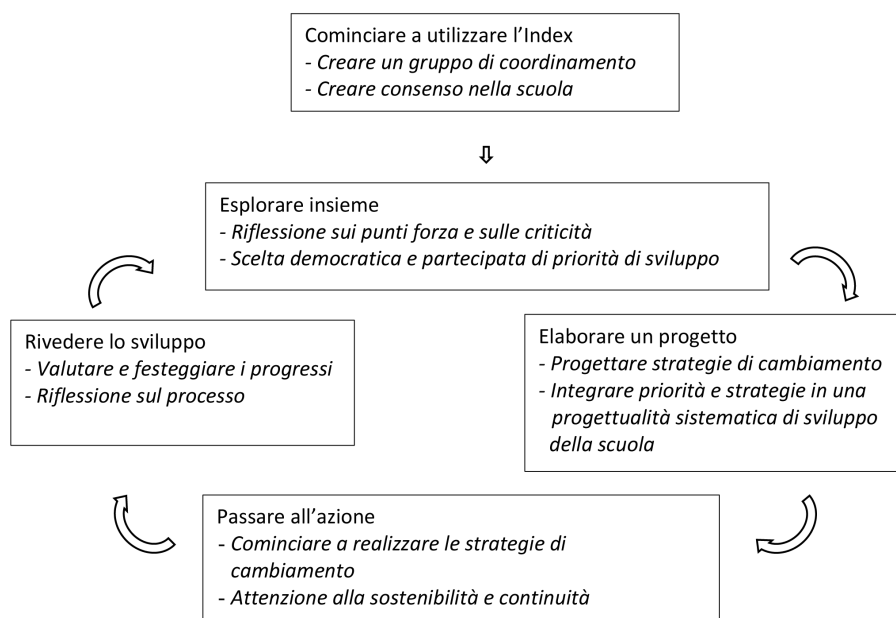 Cominciare a utilizzare l’Index
- Creare un gruppo di coordinamento
- Creare consenso nella scuola
Esplorare insieme
- Riflessione sui punti forza e sulle criticità
- Scelta democratica e partecipata di priorità di sviluppo
Elaborare un progetto
- Progettare strategie di cambiamento
- Integrare priorità e strategie in una
progettualità sistematica di sviluppo
della scuola
Passare all’azione
- Cominciare a realizzare le strategie di
cambiamento
- Attenzione alla sostenibilità e continuità
Rivedere lo sviluppo
- Valutare e festeggiare i progressi
- Riflessione sul processo